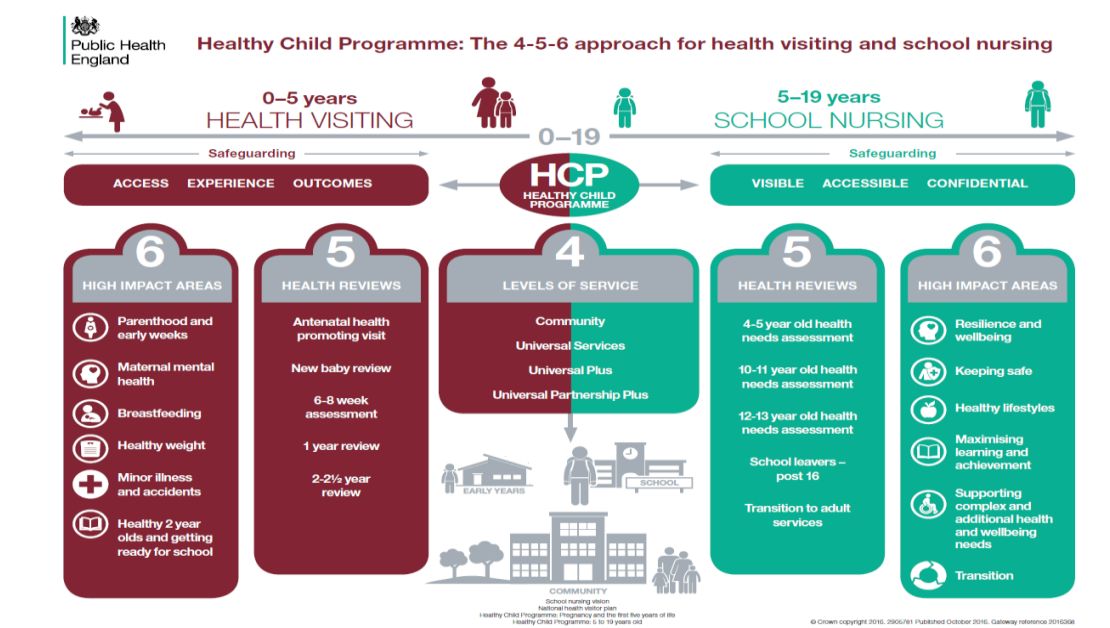 Public Health
England
Healthy Child Programme: The 4-5-6 approach for health visiting and school nursing
0–5 years
HEALTH VISITING
5–19 years
SCHOOL NURSING
0–19
Safeguarding
Safeguarding
ACCESS EXPERIENCE OUTCOMES
HCP
HEALTHY CHILD
PROGRAMME
VISIBLE ACCESSIBLE CONFIDENTIAL
6
HIGH IMPACT AREAS
Parenthood and
early weeks
Maternal mental
health
Breastfeeding
Healthy weight
Minor illness
and accidents
Healthy 2 year
olds and getting
ready for school
5
HEALTH REVIEWS
Antenatal health
promoting visit
New baby review
6–8 week
assessment
1 year review
2-2½ year
review
4
LEVELS OF SERVICE
Community
Universal Services
Universal Plus
Universal Partnership Plus
EARLY YEARS
SCHOOL
COMMUNITY
School nursing vision
National health visitor plan
Healthy Child Programme: Pregnancy and the first five years of life
Healthy Child Programme: 5 to 19 years old
5
HEALTH REVIEWS
4-5 year old health
needs assessment
10-11 year old health
needs assessment
12-13 year old health
needs assessment
School leavers –
post 16
Transition to adult
services
6
HIGH IMPACT AREAS
Resilience and
wellbeing
Keeping safe
Healthy lifestyles
Maximising
learning and
achievement
Supporting
complex and
additional health
and wellbeing
needs
Transition
© Crown copyright 2016. 2905781 Published October 2016. Gateway reference 2016368